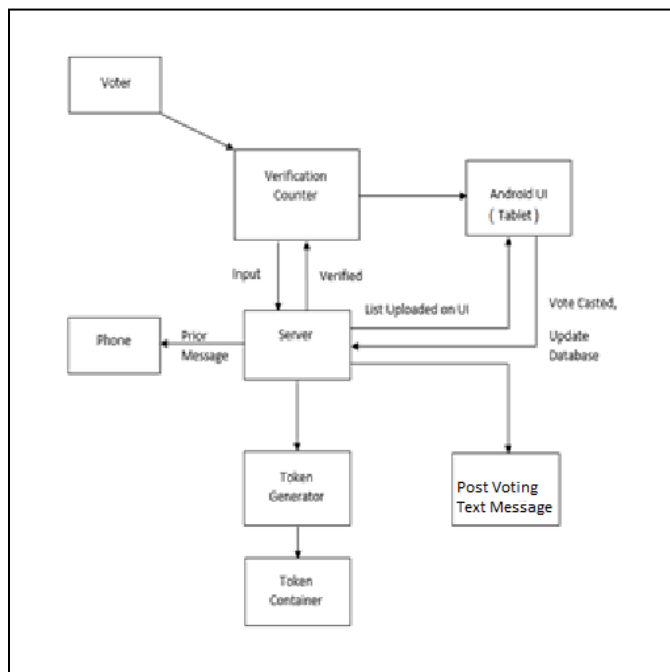 Voter
Verification
Counter
Android UI
( Tablet )
Input
Verified
List Uploaded on UI
Vote Casted,
Update
Database
Phone
Prior
Message
Server
Token
Generator
Post Voting
Text Message
Token
Container